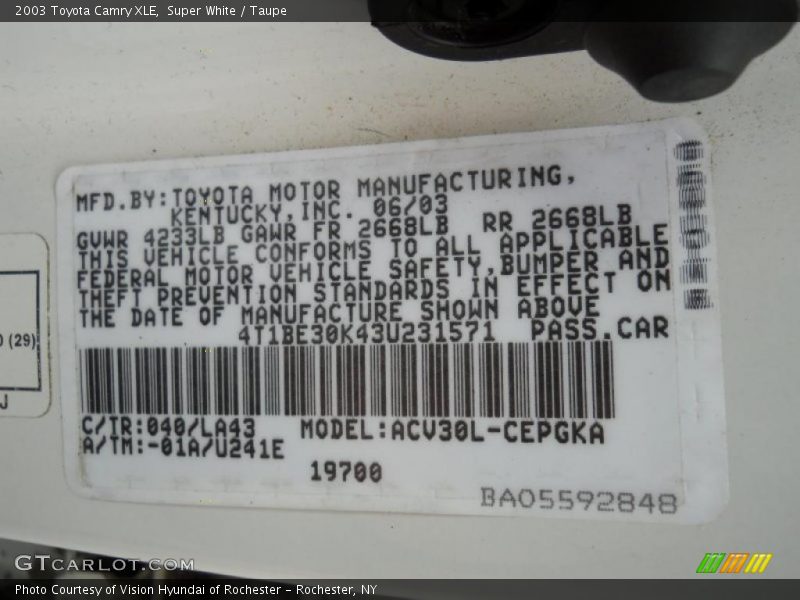 2003 Toyota Camry XLE, Super White / Taupe
MFD.BY:TOYOTA MOTOR MANUFACTURING,
KENTUCKY,INC. 06/03
GVWR 4233LB GAWR FR 2668LB RR 2668LB
THIS VEHICLE CONFORMS TO ALL APPLICABLE
FEDERAL MOTOR VEHICLE SAFETY,BUMPER AND
THEFT PREVENTION STANDARDS IN EFFECT ON
THE DATE OF MANUFACTURE SHOWN ABOVE
4T1BE30K43U231571 PASS.CAR
C/TR:040/LA43 MODEL:ACV30L-CEPGKA
A/TM:-01A/U241E
19700
BA05592848
0 (29)
J
GTCARLOT.COM
Photo Courtesy of Vision Hyundai of Rochester - Rochester, NY